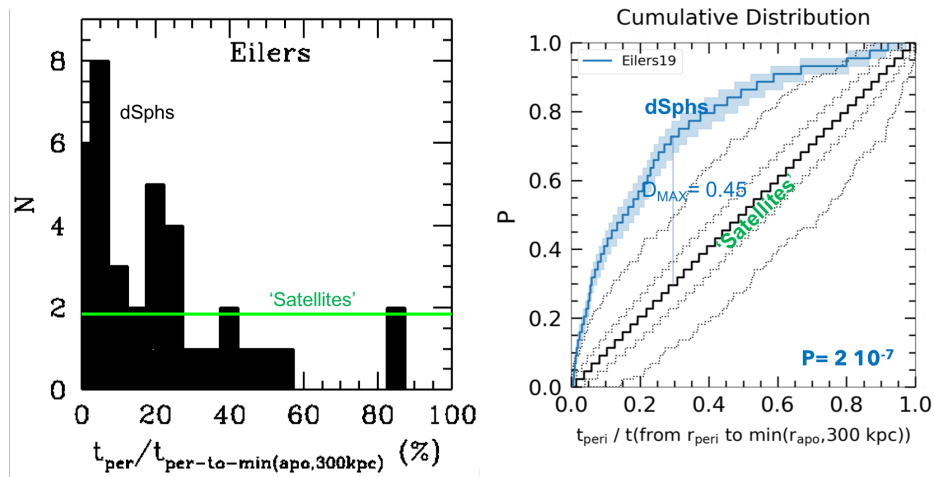 Eilers
8
6
4
2
0
N
dSphs
'Satellites'
0 20 40 60 80 100
t_per/t_per-to-min(apo,300kpc) (%)
Cumulative Distribution
1.0
0.8
0.6
0.4
0.2
0.0
P
Eilers19
dSphs
D_MAX= 0.45
'Satellites'
P= 2 10⁻⁷
0.0 0.2 0.4 0.6 0.8 1.0
t_peri / t(from r_peri to min(r_apo,300 kpc))